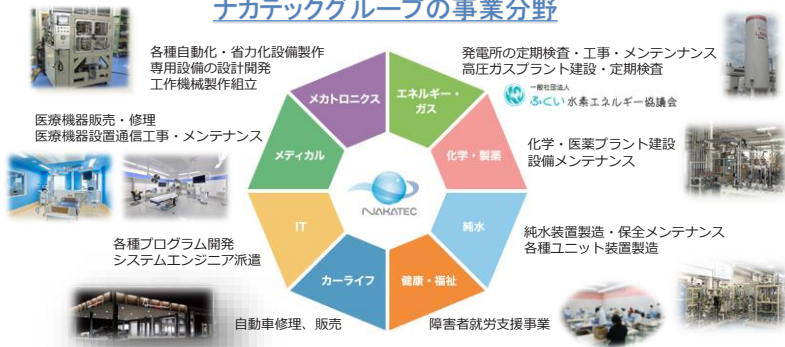 ナカテックグループの事業分野
各種自動化・省力化設備製作
専用設備の設計開発
工作機械製作組立
発電所の定期検査・工事・メンテンナンス
高圧ガスプラント建設・定期検査
一般社団法人
ふくい水素エネルギー協議会
メカトロニクス
エネルギー・
ガス
医療機器販売・修理
医療機器設置通信工事・メンテナンス
メディカル
化学・製薬
化学・医薬プラント建設
設備メンテナンス
NAKATEC
IT
純水
純水装置製造・保全メンテナンス
各種ユニット装置製造
各種プログラム開発
システムエンジニア派遣
カーライフ
健康・福祉
自動車修理、販売
障害者就労支援事業